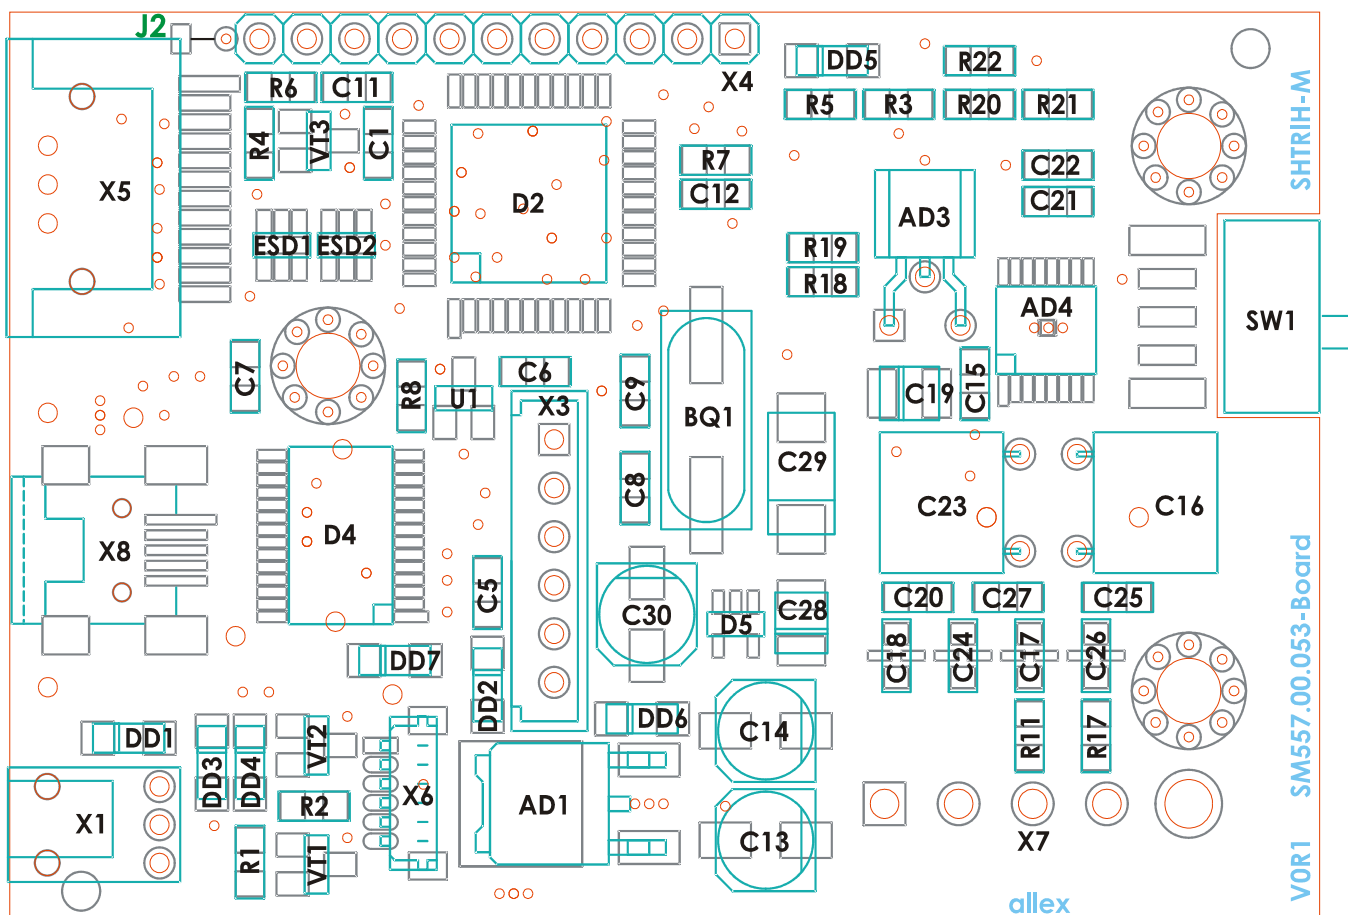 J2
X4
DD5
R22
R6
C11
R5
R3
R20
R21
SHTRIH-M
R4
VT3
C1
X5
D2
R7
C12
C22
C21
AD3
ESD1
ESD2
R19
R18
AD4
SW1
C7
R8
U1
C6
X3
C9
BQ1
C19
C15
C29
C8
C23
C16
D4
X8
C5
C30
D5
C28
C20
C27
C25
C18
C24
C17
C26
DD7
DD2
DD6
C14
R11
R17
DD1
DD3
DD4
VT2
R2
X6
AD1
X1
R1
VT1
C13
X7
SM557.00.053-Board
V0R1
allex